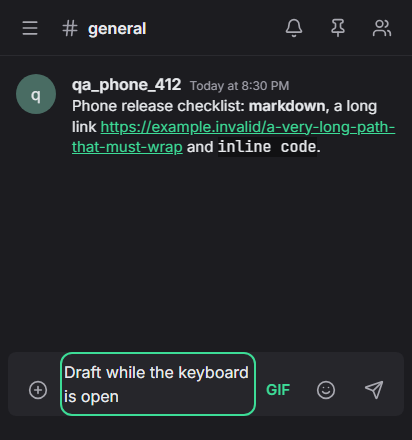 # general
qa_phone_412 Today at 8:30 PM
q
Phone release checklist: markdown, a long
link https://example.invalid/a-very-long-path-
that-must-wrap and inline code.
Draft while the keyboard
is open
GIF